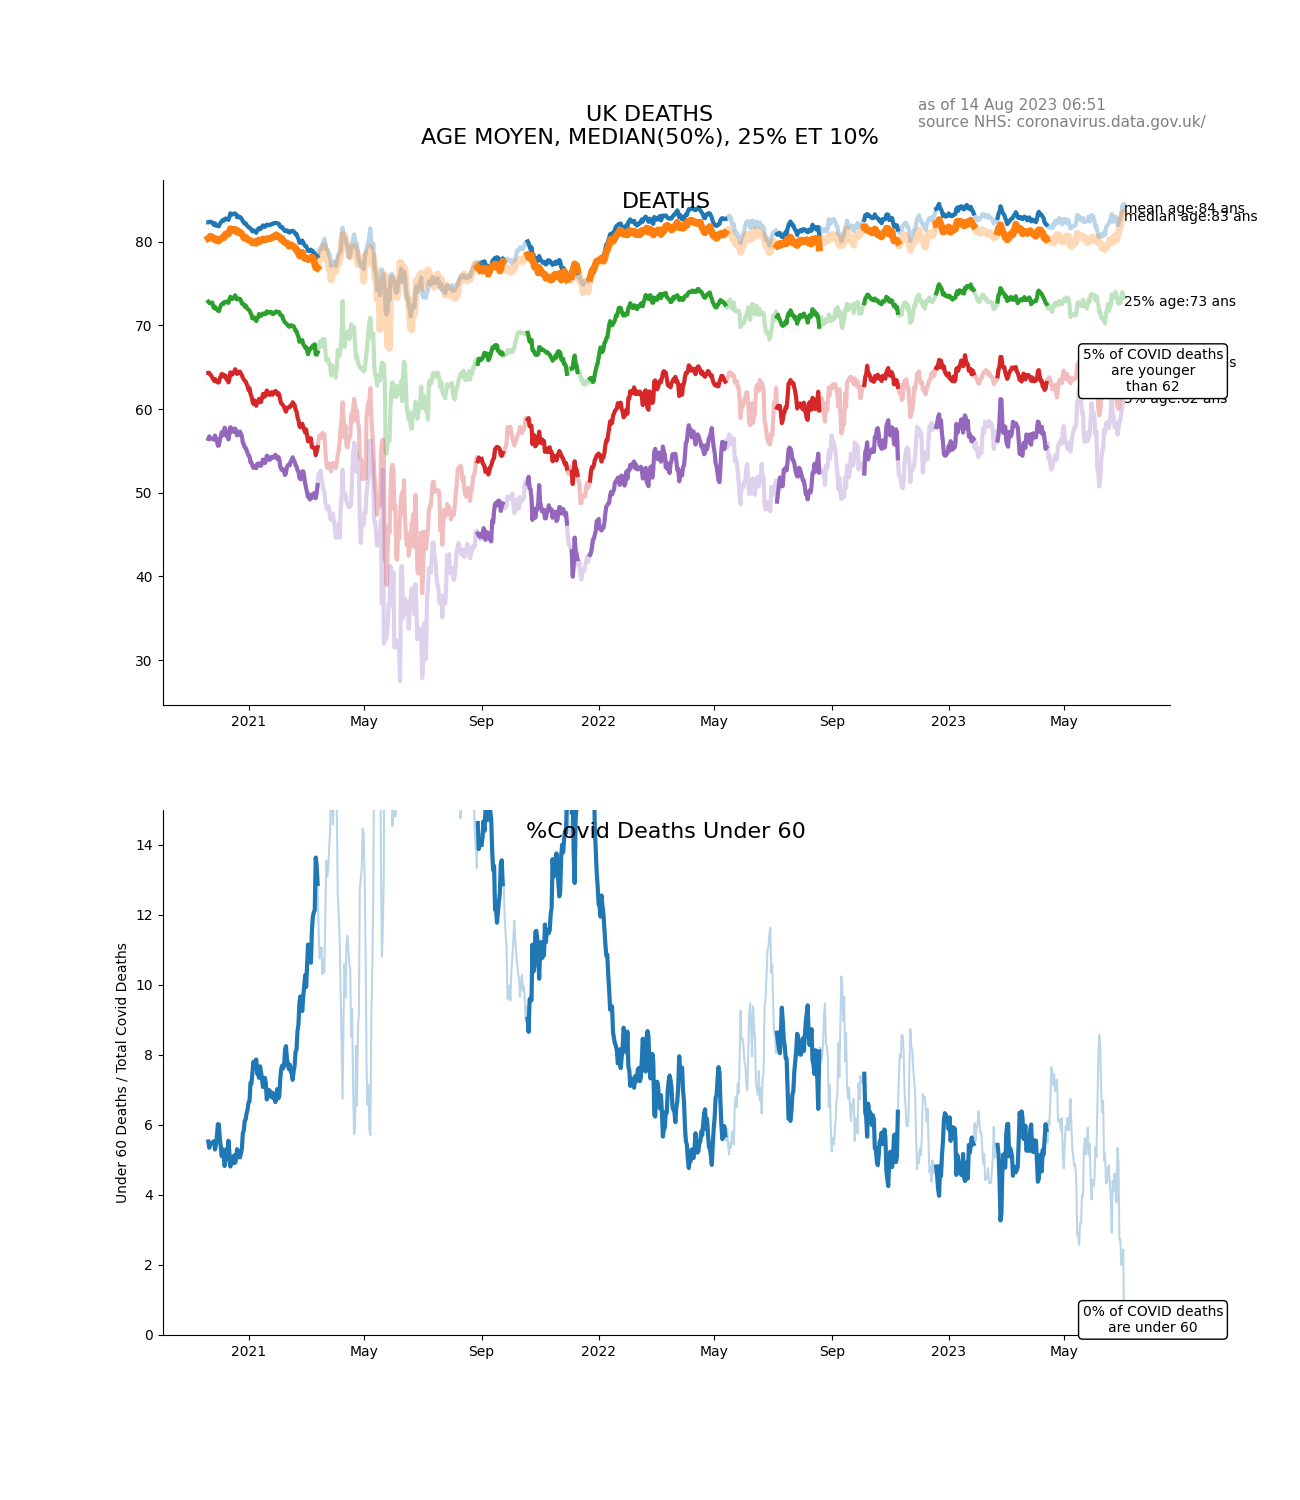 UK DEATHS
AGE MOYEN, MEDIAN(50%), 25% ET 10%
as of 14 Aug 2023 06:51
source NHS: coronavirus.data.gov.uk/
DEATHS
mean age:84 ans
median age:83 ans
25% age:73 ans
5% of COVID deaths
are younger
than 62
s
5% age:62 ans
80
70
60
50
40
30
2021
May
Sep
2022
May
Sep
2023
May
%Covid Deaths Under 60
Under 60 Deaths / Total Covid Deaths
14
12
10
8
6
4
2
0
0% of COVID deaths
are under 60
2021
May
Sep
2022
May
Sep
2023
May